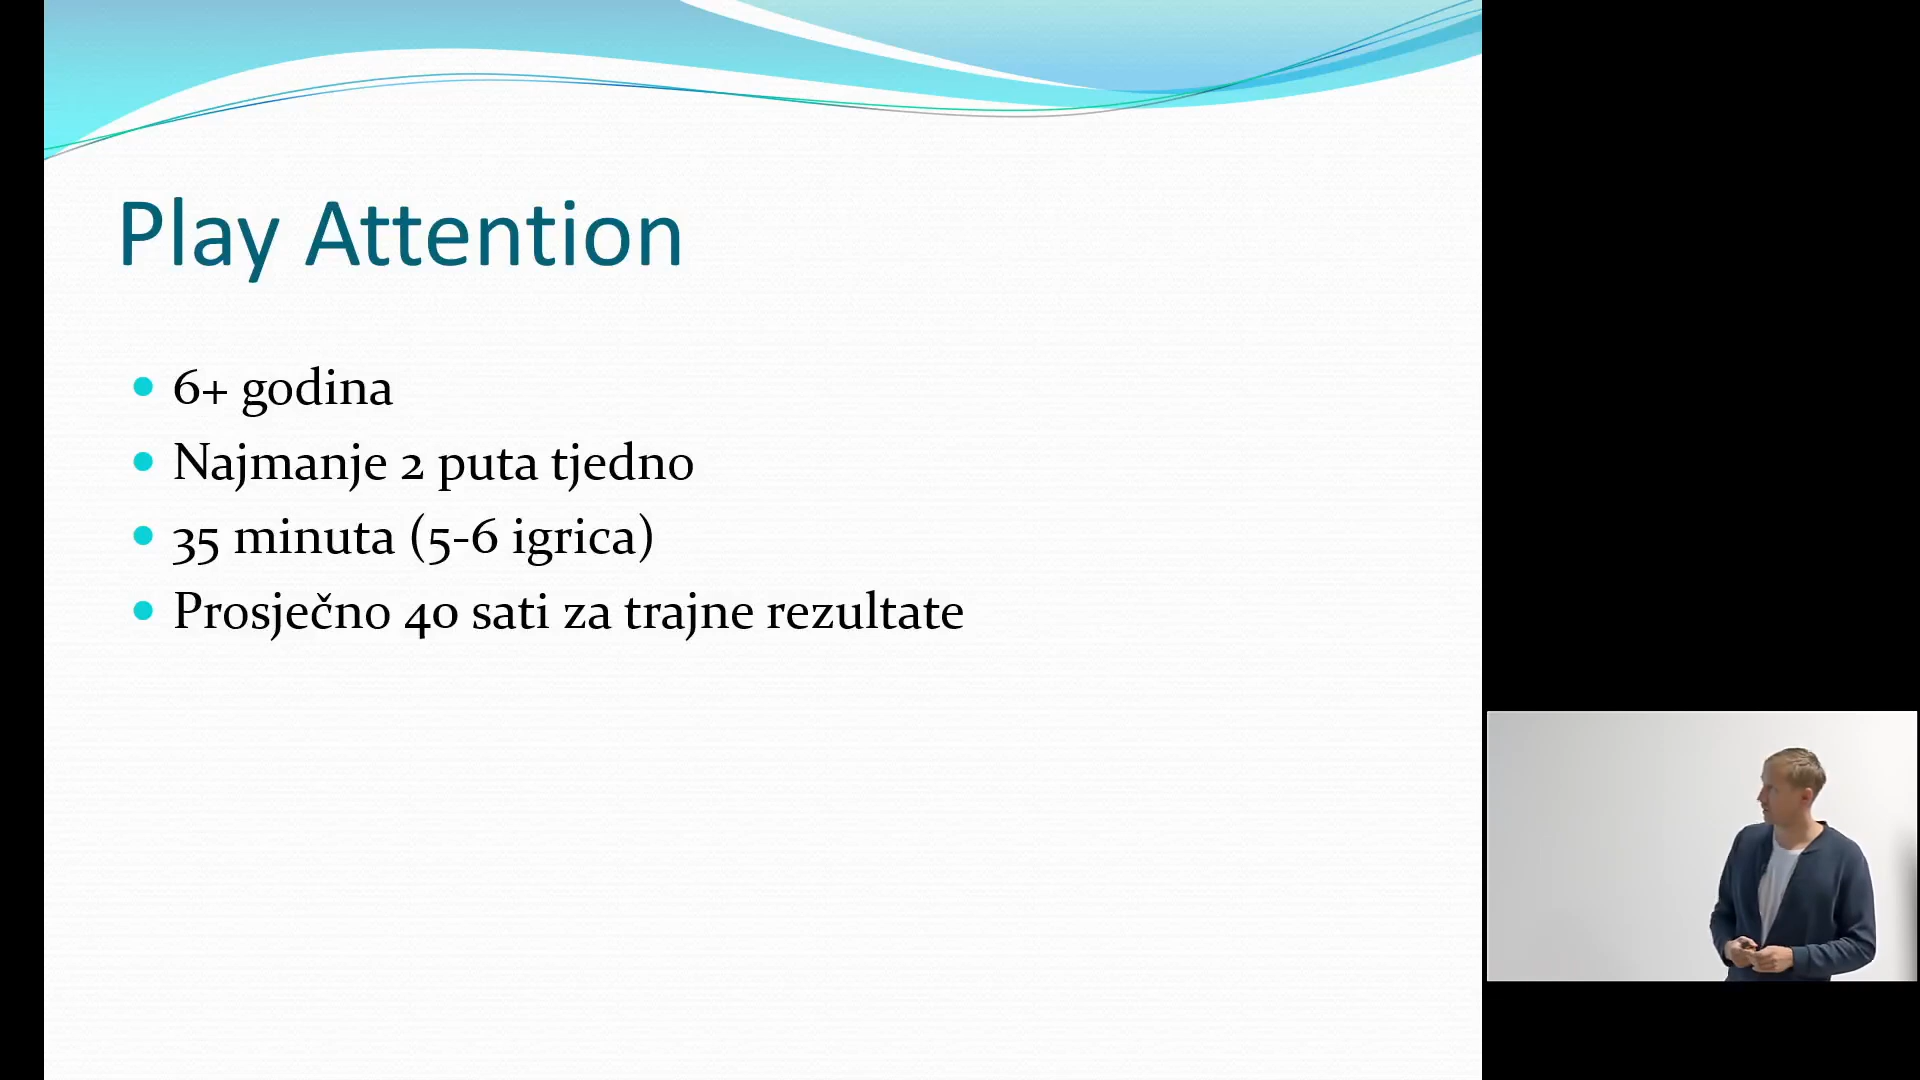 Play Attention
6+ godina
Najmanje 2 puta tjedno
35 minuta (5-6 igrica)
Prosječno 40 sati za trajne rezultate